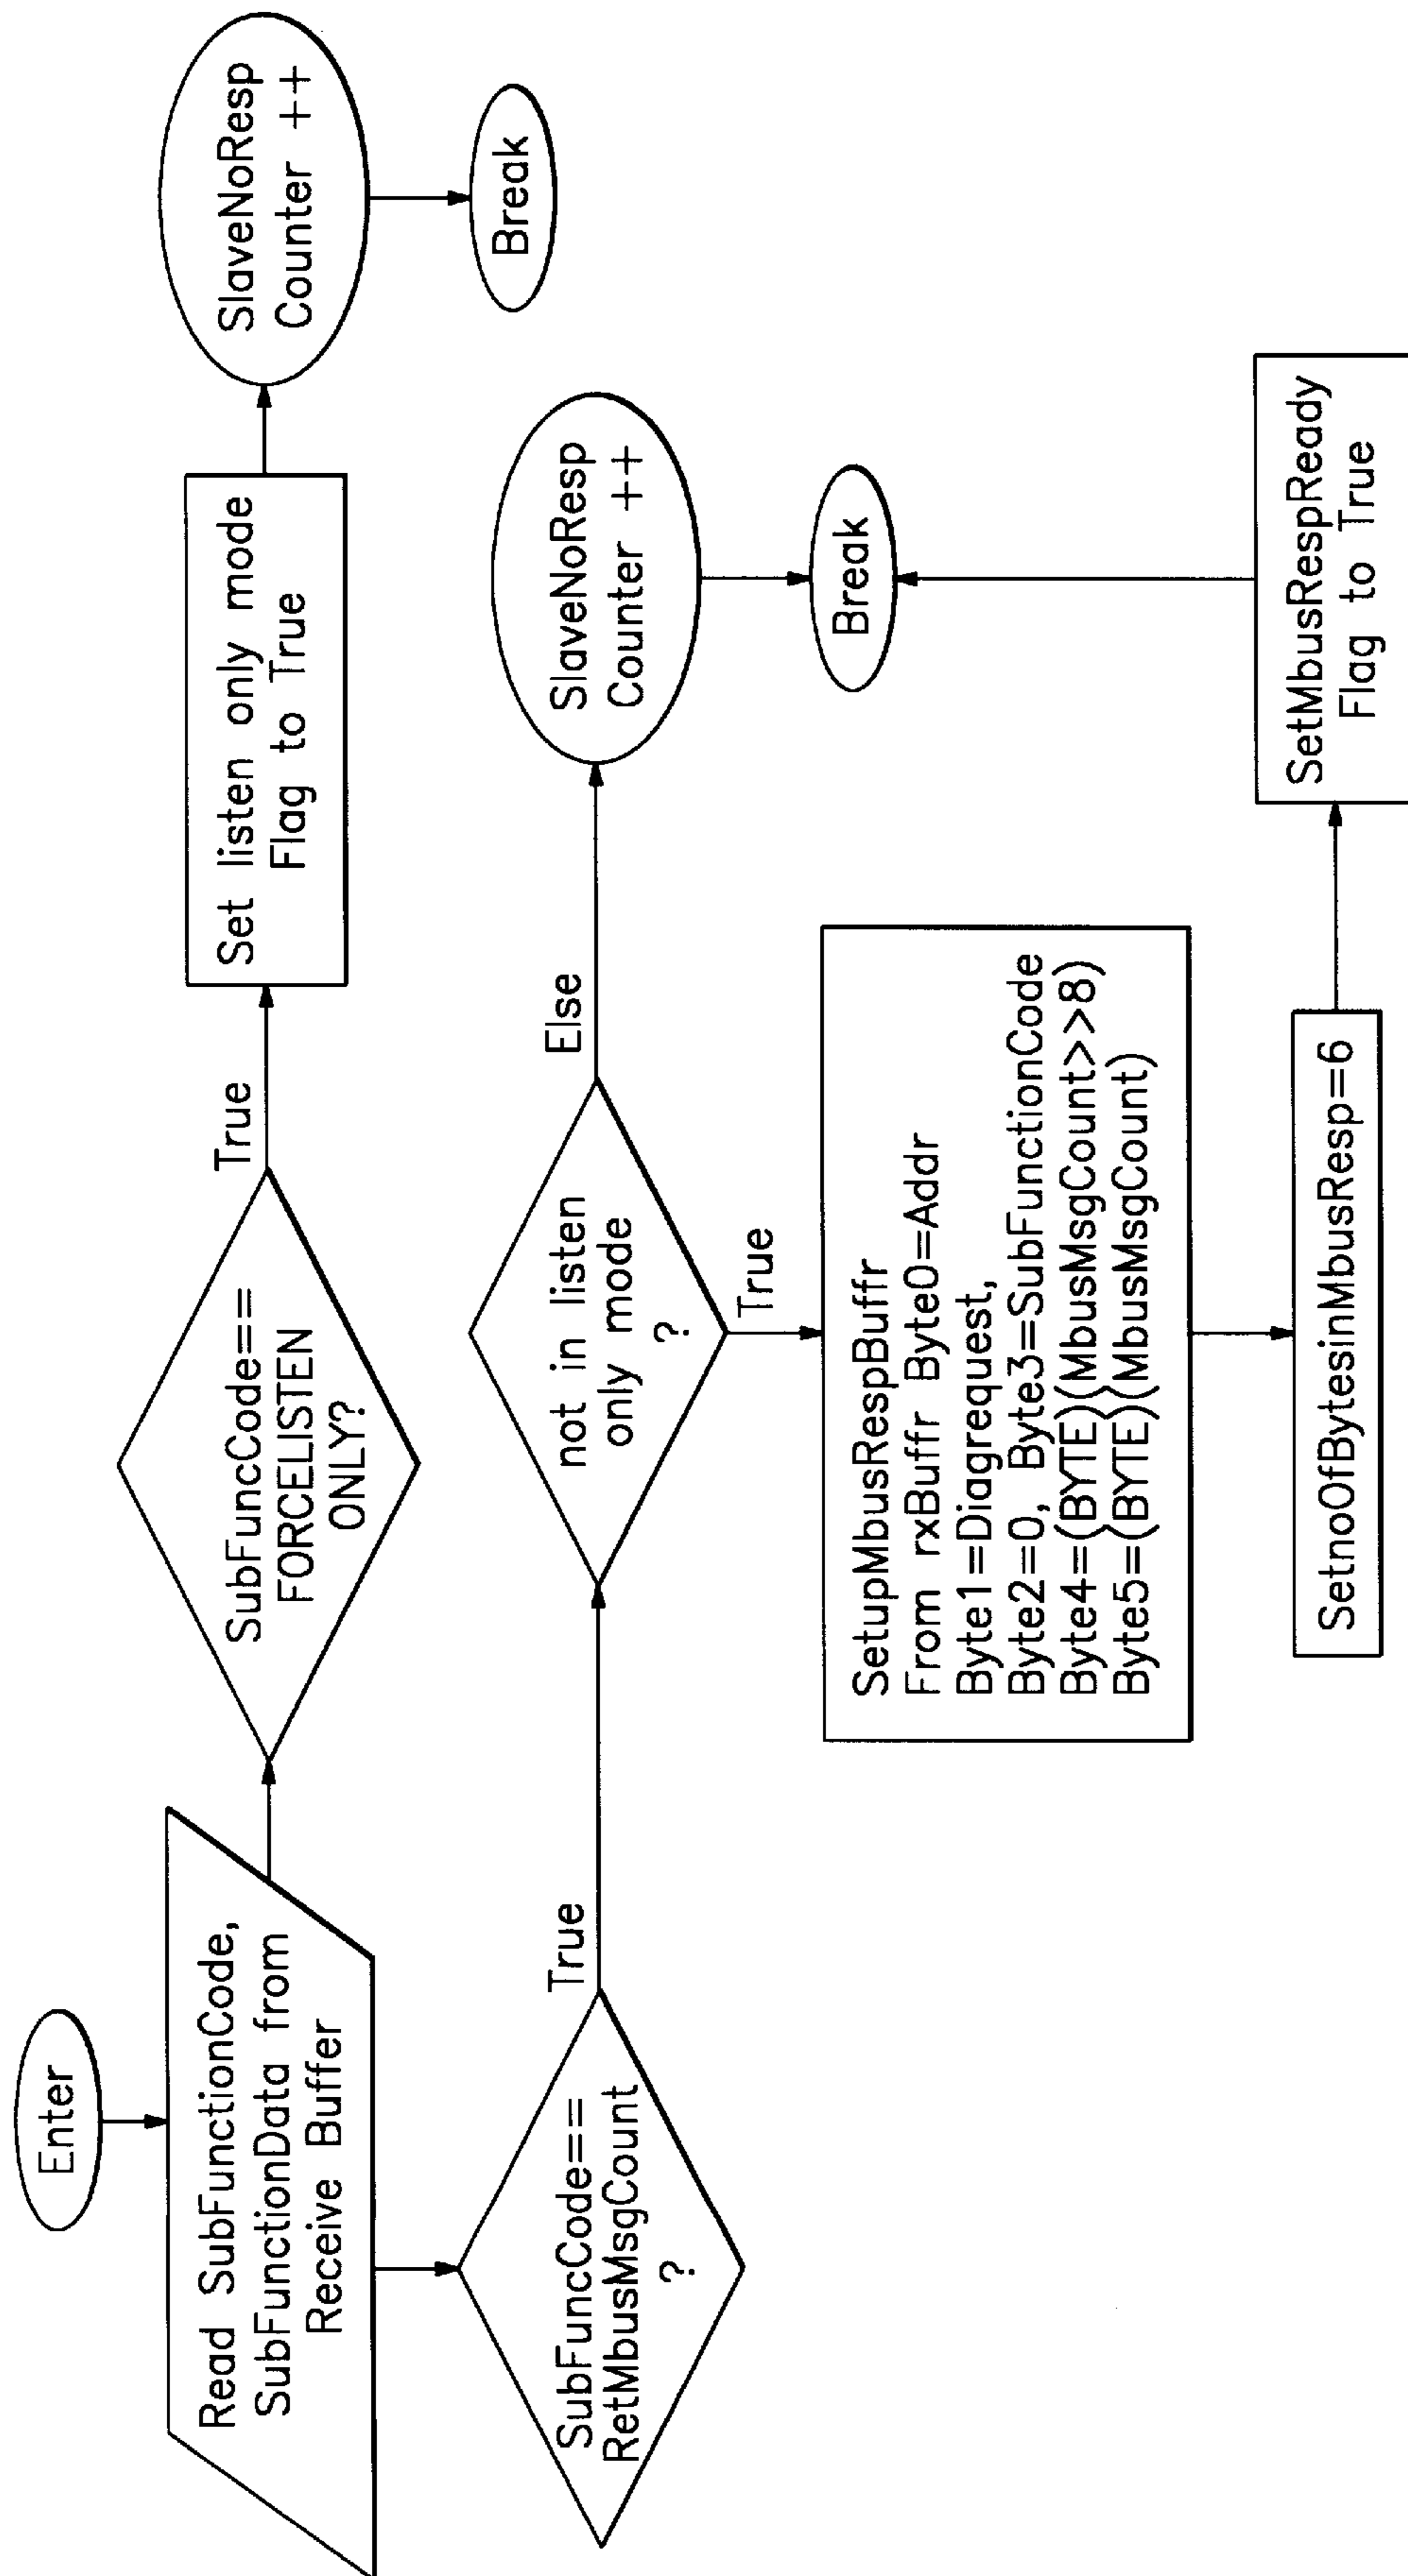 Enter
Read SubFunctionCode,
SubFunctionData from
Receive Buffer
SubFuncCode==
FORCELISTEN
ONLY?
True
Set listen only mode
Flag to True
SlaveNoResp
Counter ++
Break
SubFuncCode==
RetMbusMsgCount
?
True
not in listen
only mode
?
Else
SlaveNoResp
Counter ++
Break
True
SetupMbusRespBuffr
From rxBuffr Byte0=Addr
Byte1=Diagrequest,
Byte2=0, Byte3=SubFunctionCode
Byte4=(BYTE)(MbusMsgCount>>8)
Byte5=(BYTE)(MbusMsgCount)
SetnoOfBytesinMbusResp=6
SetMbusRespReady
Flag to True